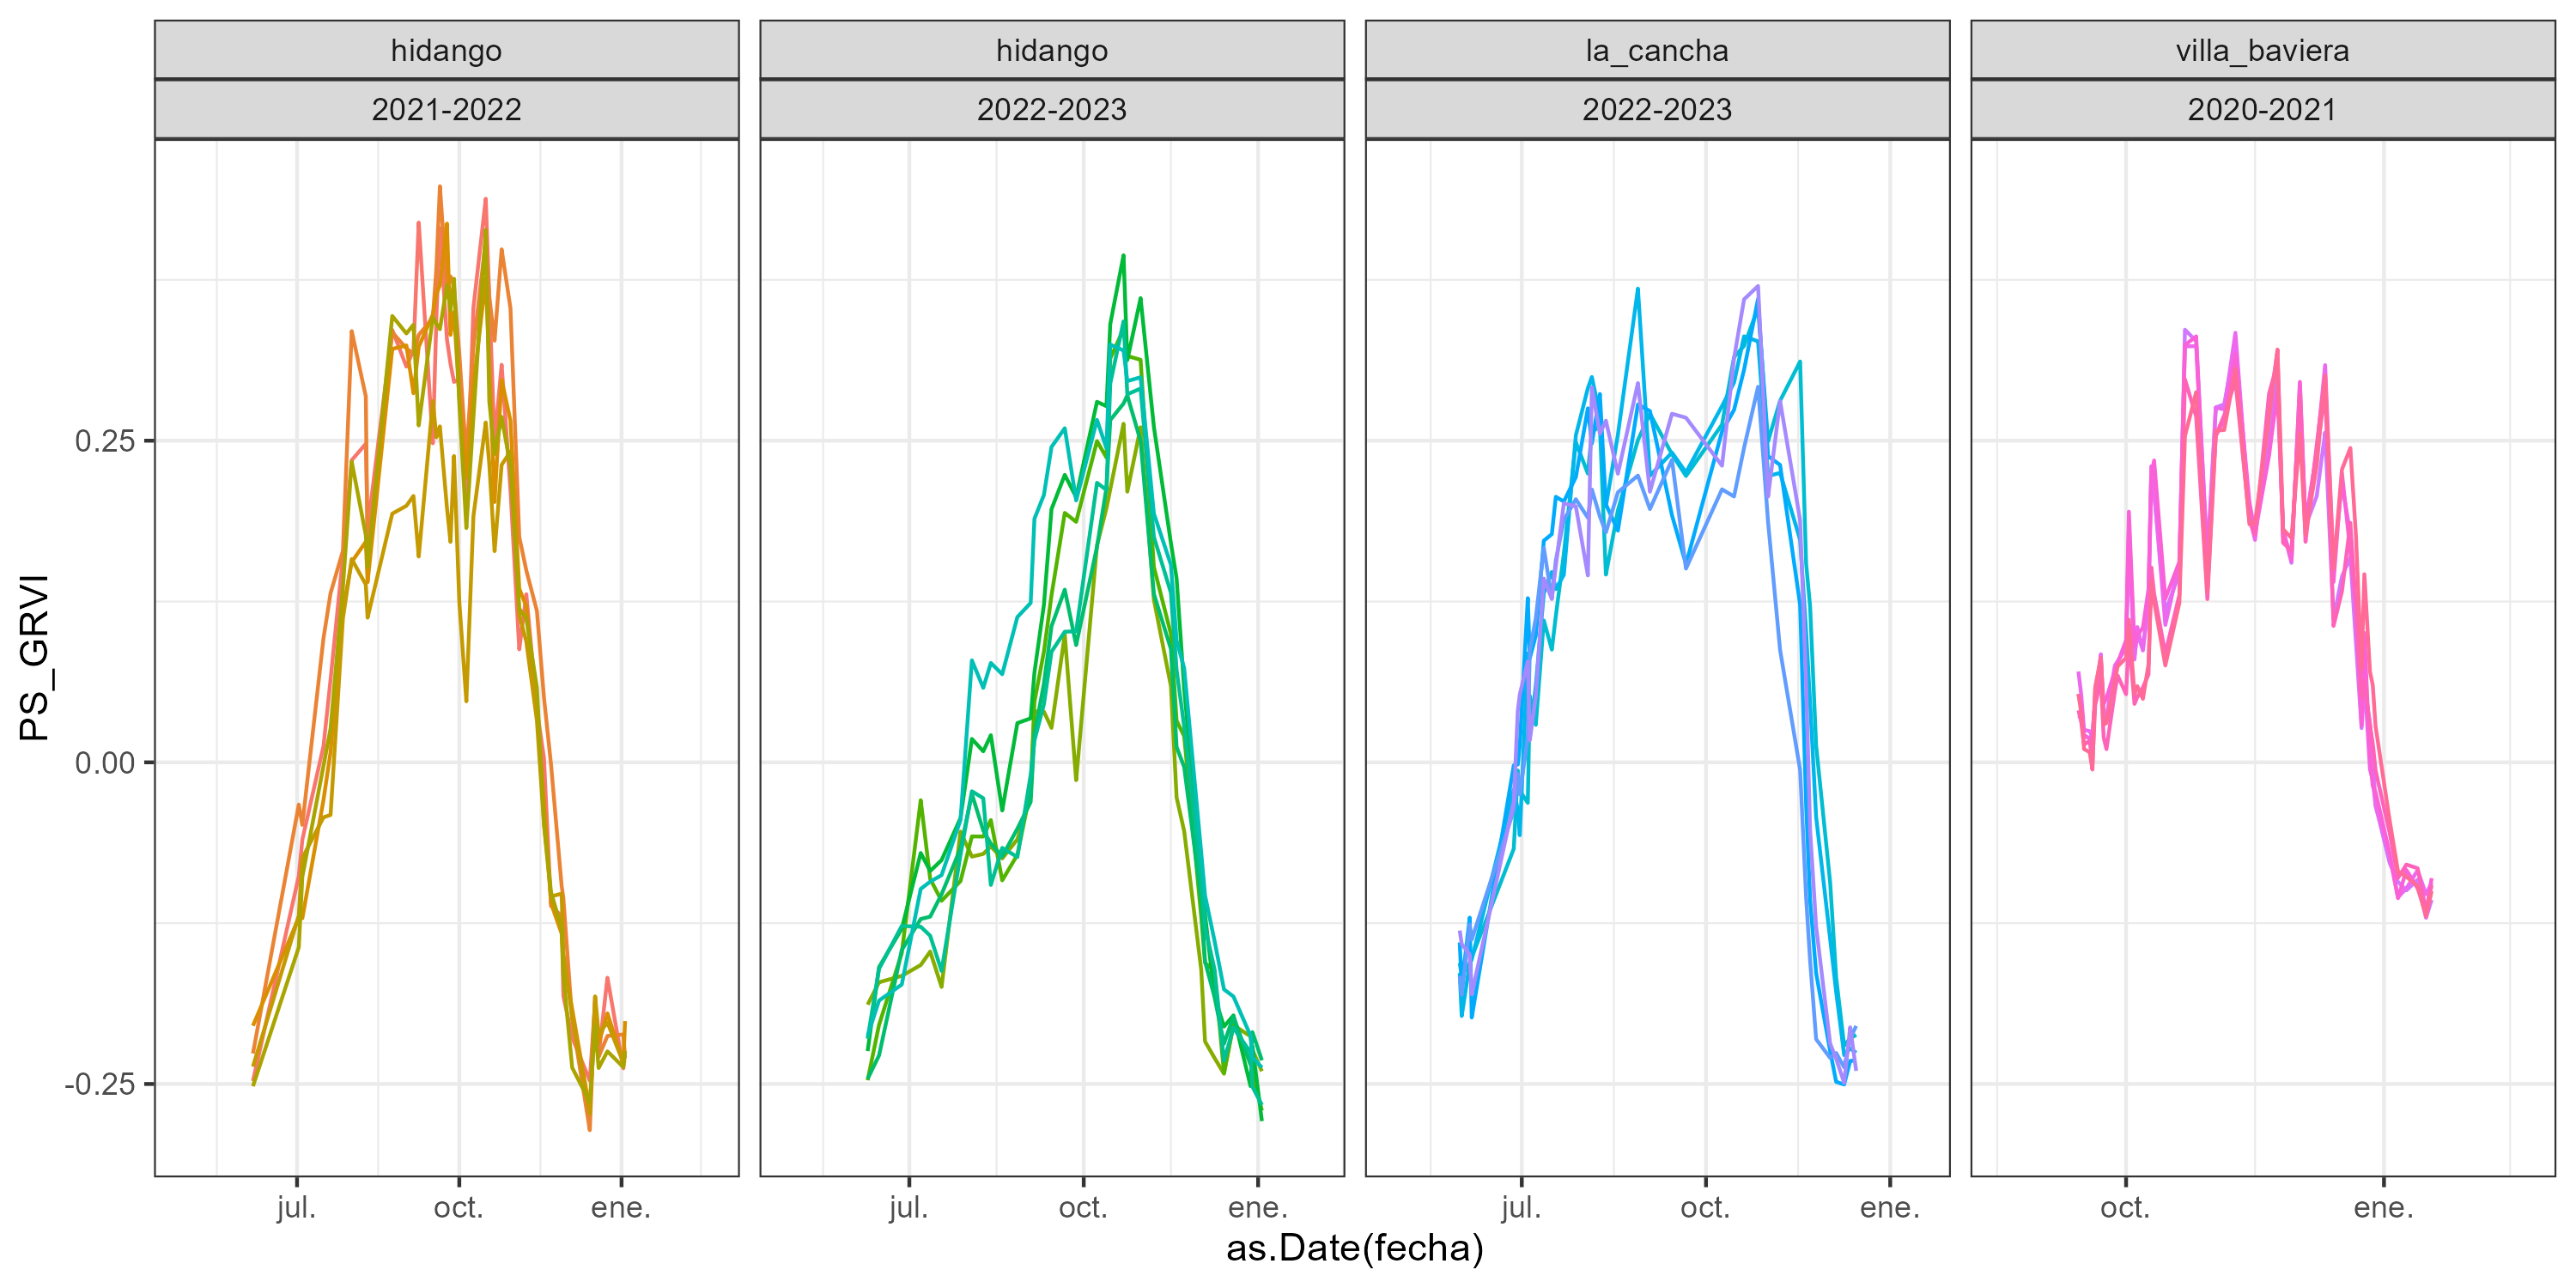 hidango
hidango
la_cancha
villa_baviera
2021-2022
2022-2023
2022-2023
2020-2021
PS_GRVI
0.25
0.00
-0.25
jul.
oct.
ene.
jul.
oct.
ene.
jul.
oct.
ene.
oct.
ene.
as.Date(fecha)